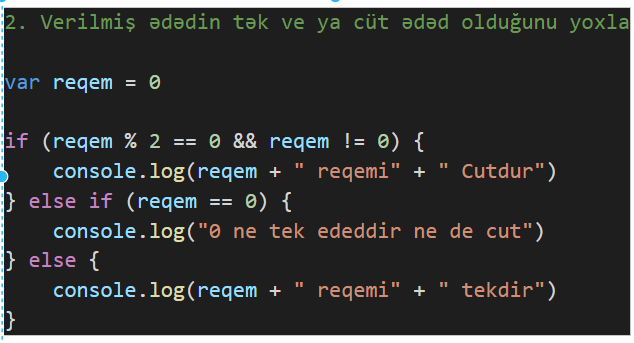 2. Verilmiş ədədin tək və ya cüt ədəd olduğunu yoxla
var reqem = 0
if (reqem % 2 == 0 && reqem != 0) {
    console.log(reqem + " reqemi" + " Cutdur")
} else if (reqem == 0) {
    console.log("0 ne tek ededdir ne de cut")
} else {
    console.log(reqem + " reqemi" + " tekdir")
}